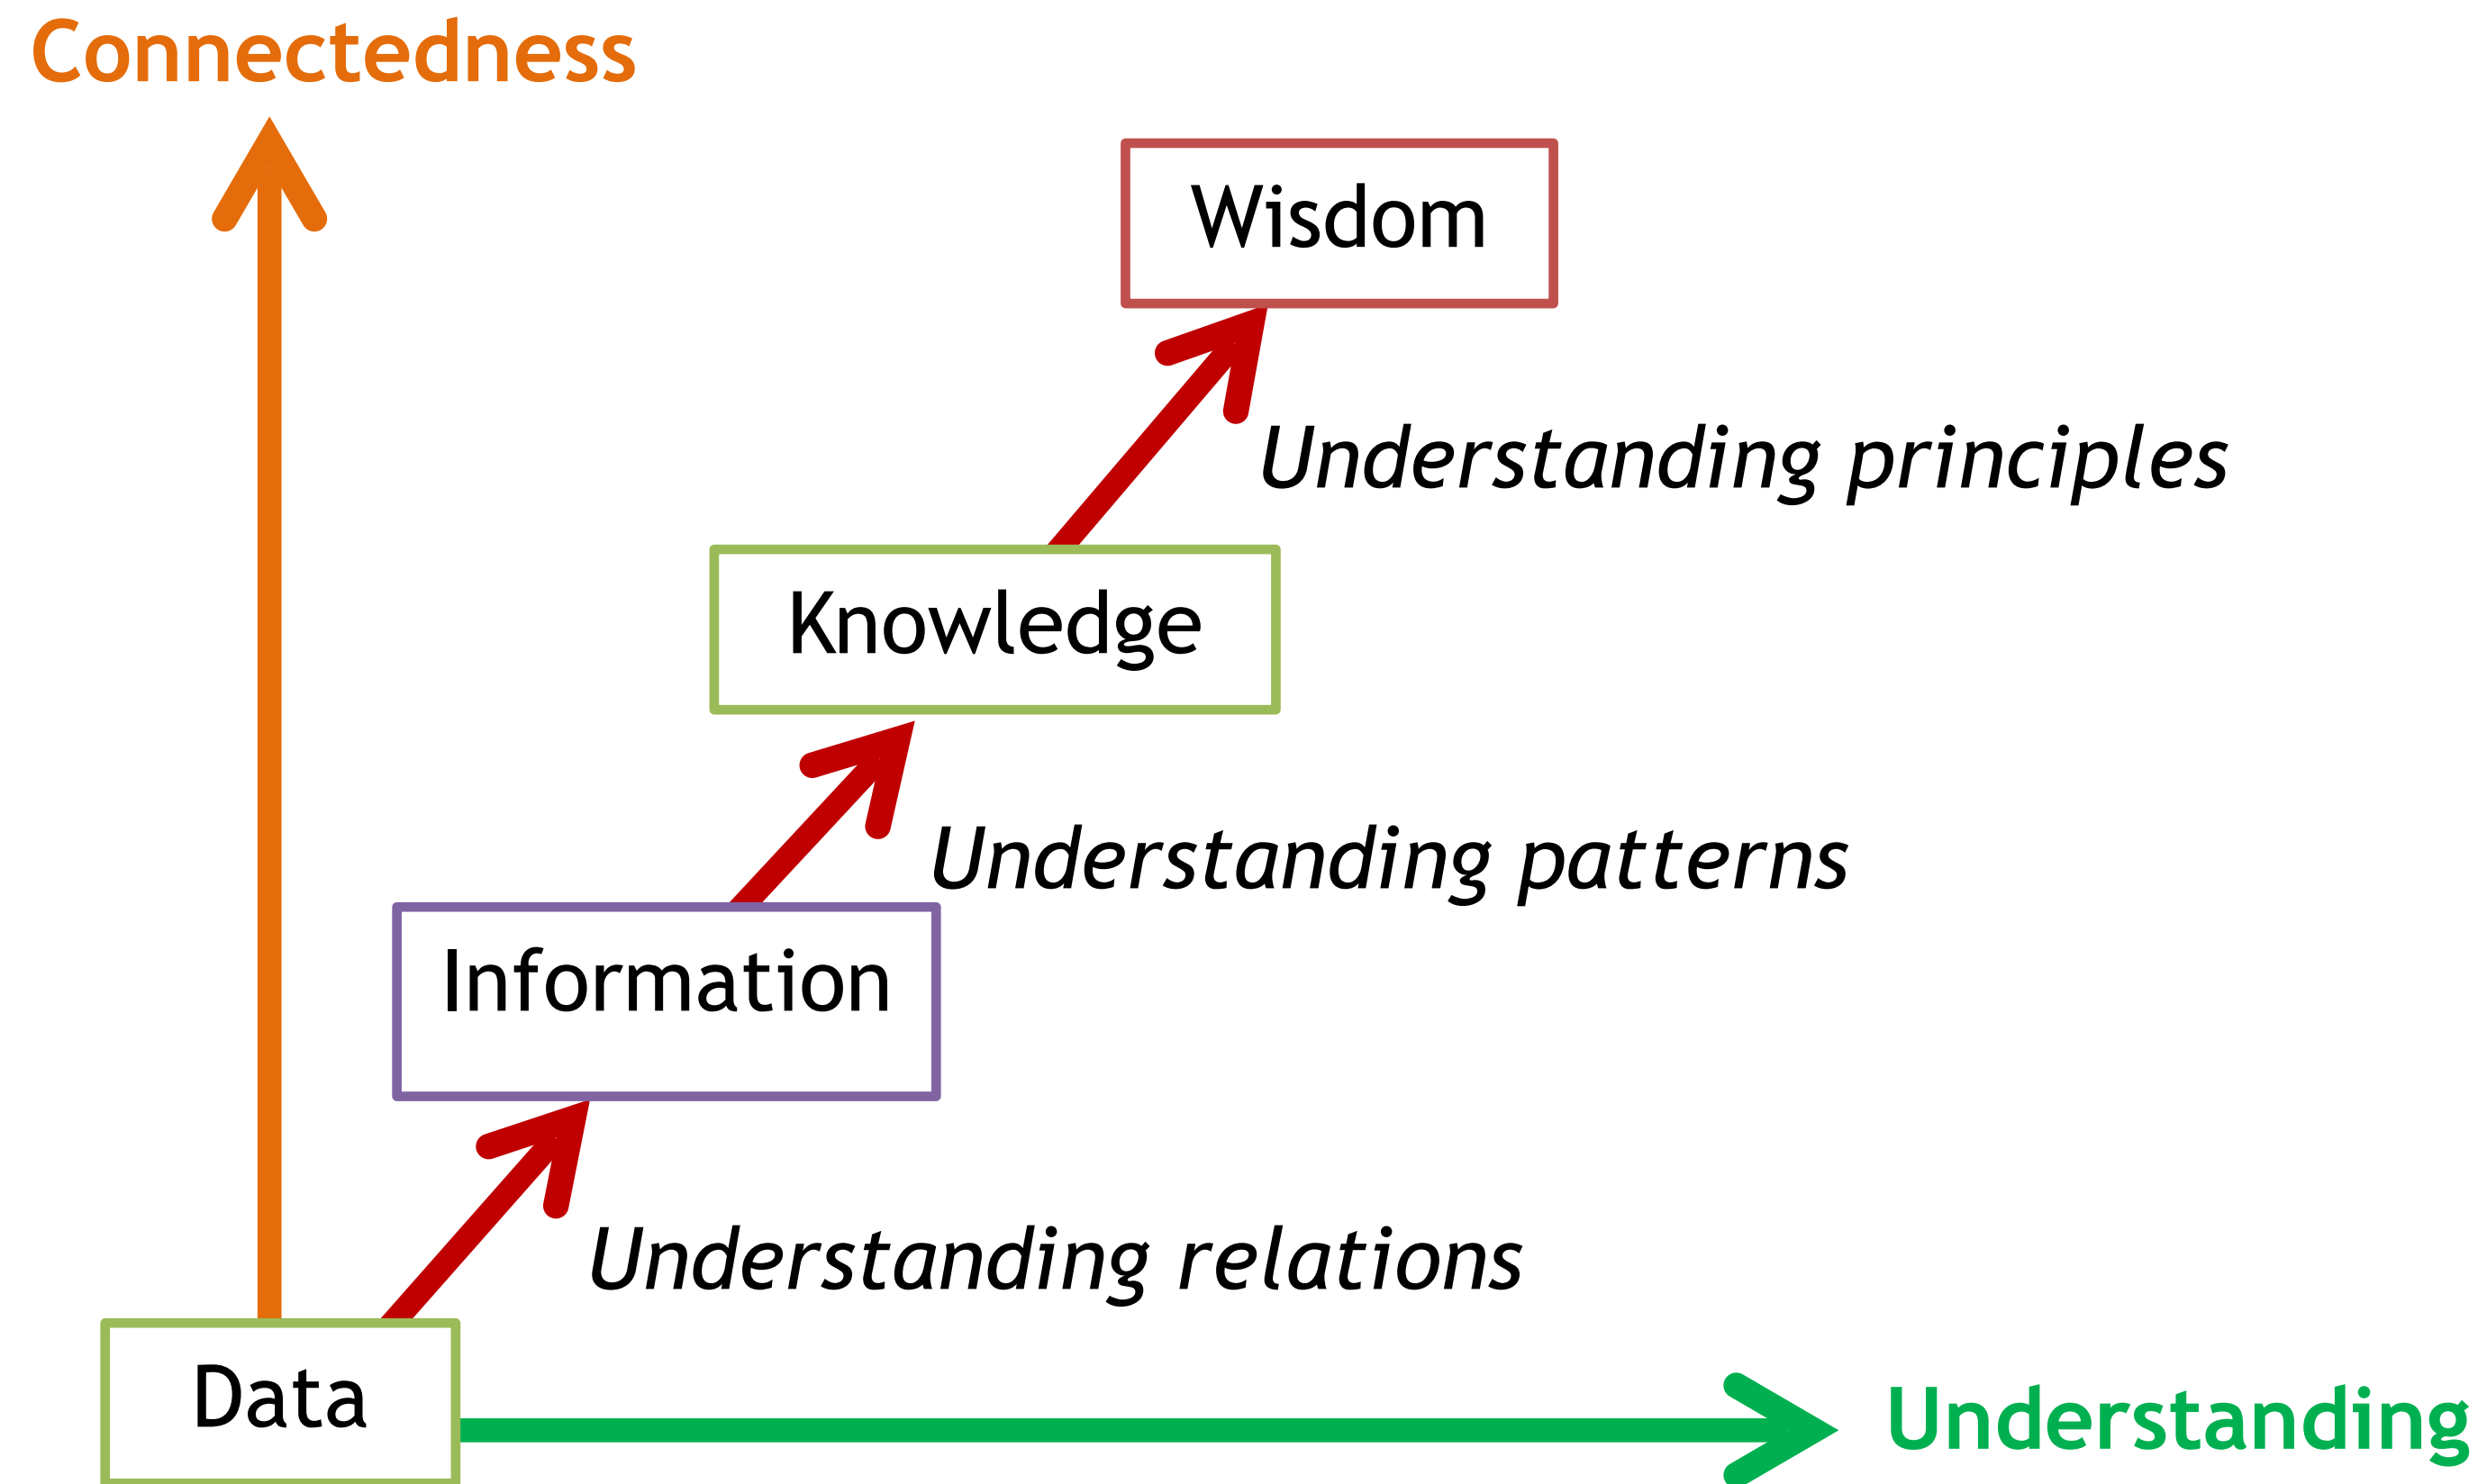 Connectedness
Wisdom
Understanding principles
Knowledge
Understanding patterns
Information
Understanding relations
Data
Understanding